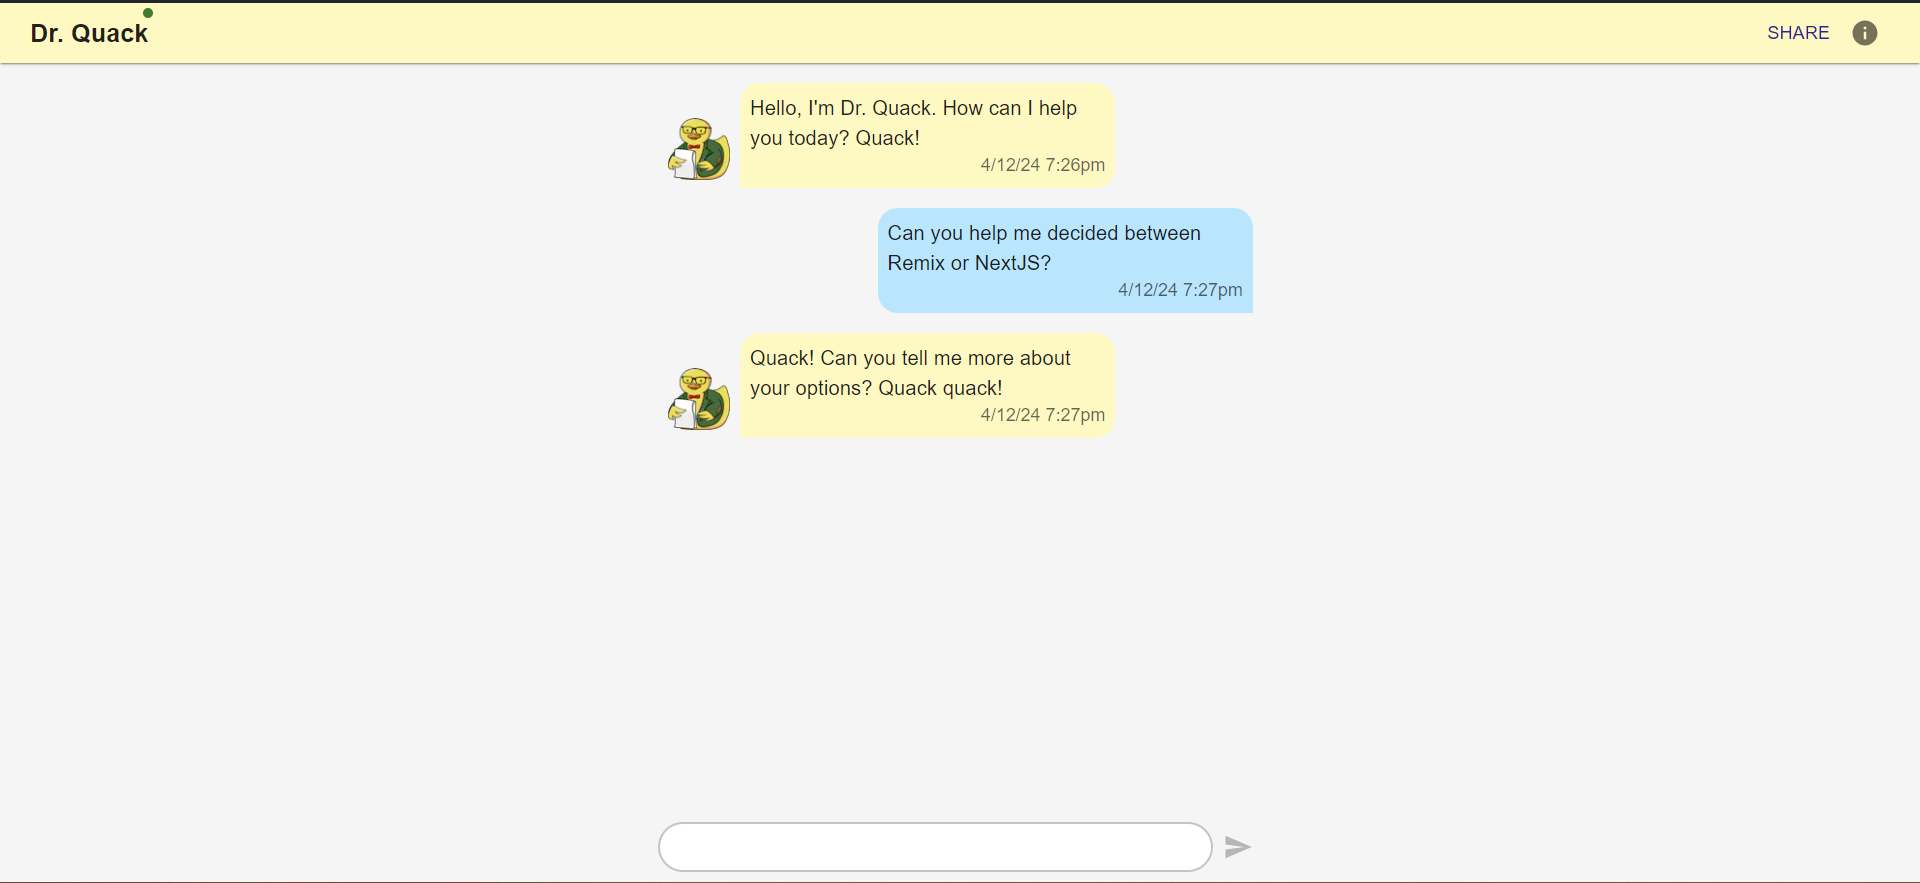 Dr. Quack
SHARE
Hello, I'm Dr. Quack. How can I help
you today? Quack!
4/12/24 7:26pm
Can you help me decided between
Remix or NextJS?
4/12/24 7:27pm
Quack! Can you tell me more about
your options? Quack quack!
4/12/24 7:27pm